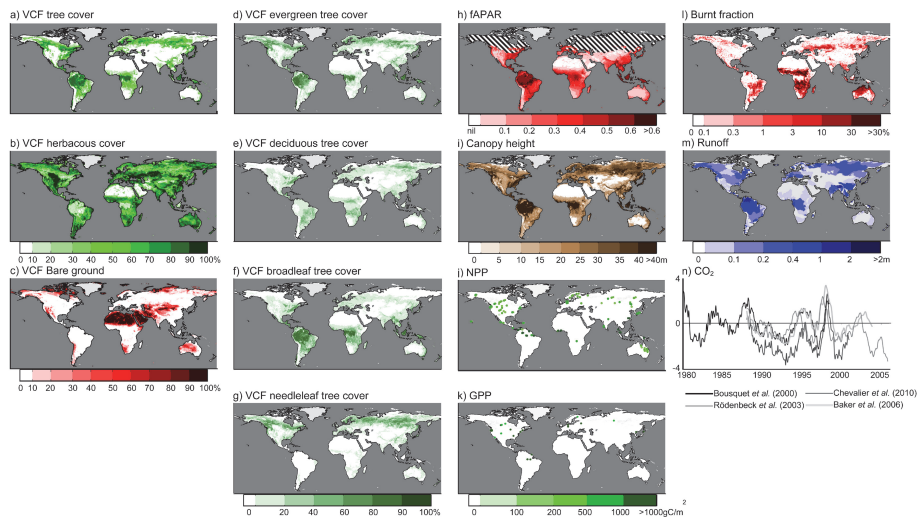 a) VCF tree cover
d) VCF evergreen tree cover
h) fAPAR
l) Burnt fraction
nil 0.1 0.2 0.4 0.5 0.6 >0.6
0 0.1 0.3 1 3 10 30 >30%
b) VCF herbacous cover
e) VCF deciduous tree cover
i) Canopy height
m) Runoff
0 10 20 30 40 50 60 70 80 90 100%
0 5 10 15 25 35 40 >40m
0 0.1 0.2 0.4 1 2 >2m
c) VCF Bare ground
f) VCF broadleaf tree cover
j) NPP
n) CO₂
4
0
-4
1980 1985 1990 1995 2000 2006
0 10 20 30 40 50 60 70 80 90 100%
Bousquet et al. (2000)
Chevalier et al. (2010)
Rödenbeck et al. (2003)
Baker et al. (2006)
g) VCF needleleaf tree cover
k) GPP
0 20 40 60 80 90 100%
0 100 200 500 1000 >1000gC/m
2